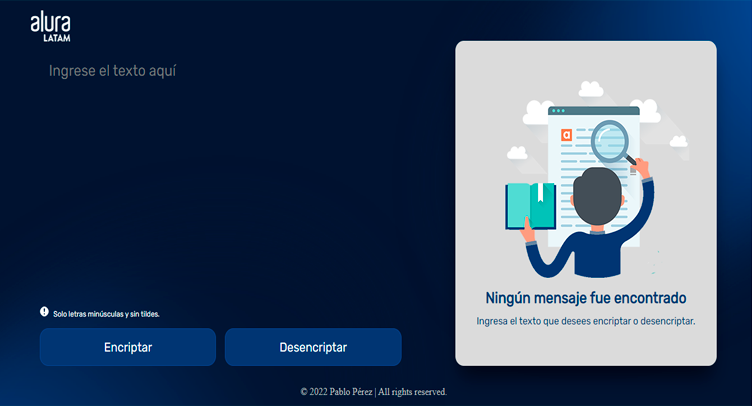 alura
LATAM
Ingrese el texto aquí
a
Ningún mensaje fue encontrado
Ingresa el texto que desees encriptar o desencriptar.
Solo letras minúsculas y sin tildes.
Encriptar
Desencriptar
© 2022 Pablo Pérez | All rights reserved.